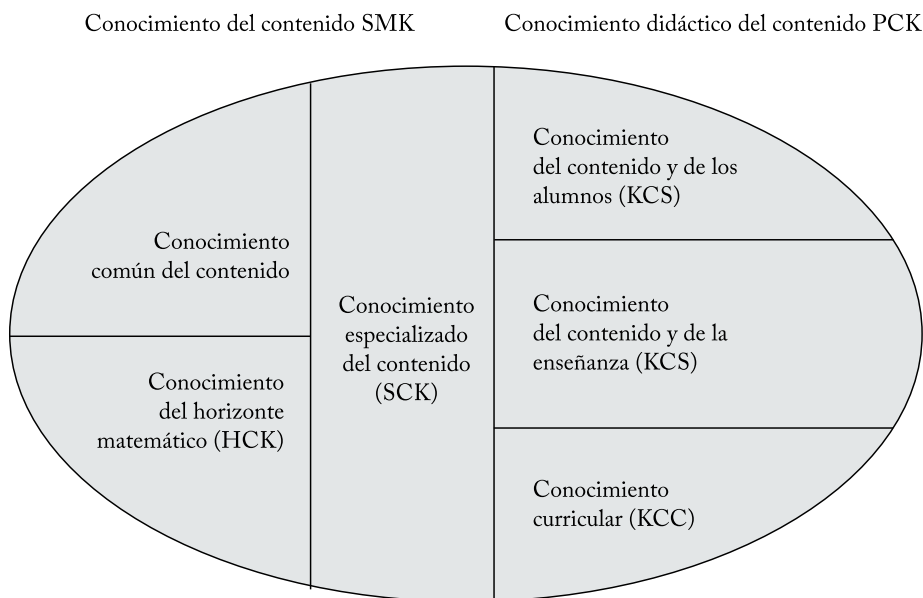 Conocimiento del contenido SMK
Conocimiento didáctico del contenido PCK
Conocimiento
común del contenido
Conocimiento
del horizonte
matemático (HCK)
Conocimiento
especializado
del contenido
(SCK)
Conocimiento
del contenido y de los
alumnos (KCS)
Conocimiento
del contenido y de la
enseñanza (KCS)
Conocimiento
curricular (KCC)